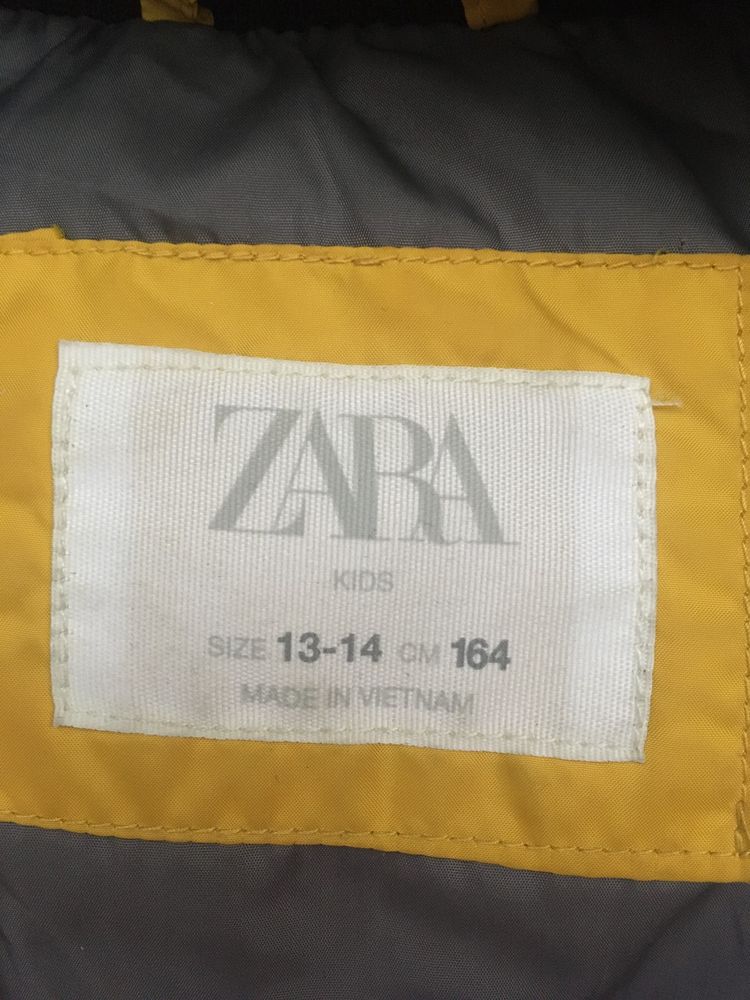 ZARA
KIDS
SIZE 13-14 CM 164
MADE IN VIETNAM